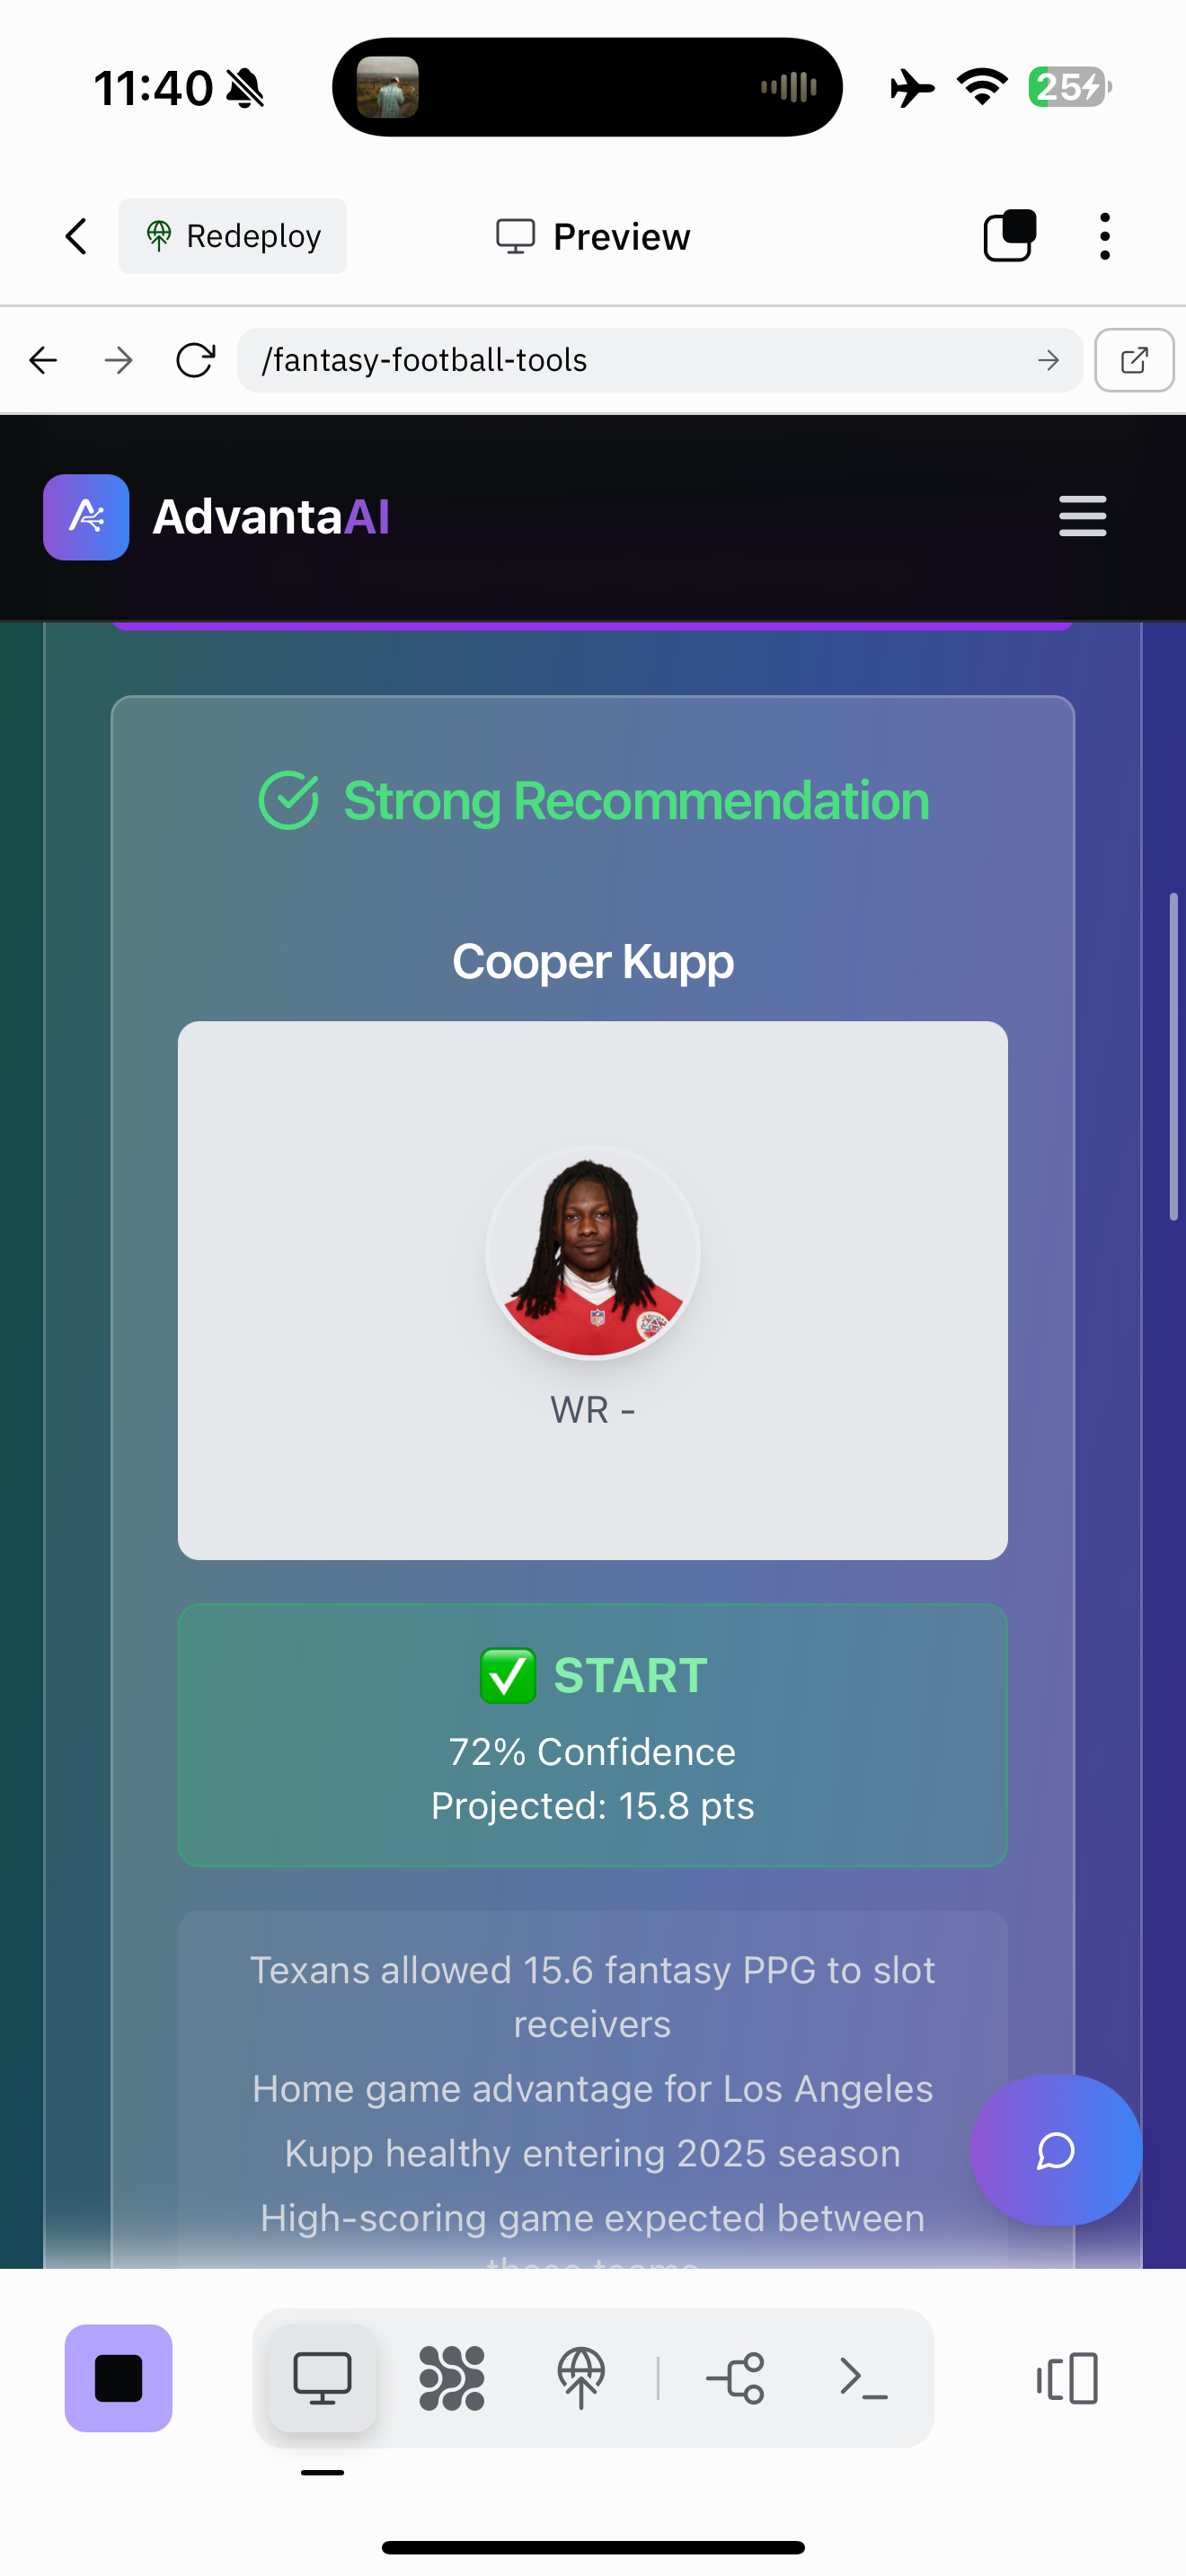 11:40
25
Redeploy
Preview
/fantasy-football-tools
AdvantaAI
Strong Recommendation
Cooper Kupp
WR -
✅ START
72% Confidence
Projected: 15.8 pts
Texans allowed 15.6 fantasy PPG to slot
receivers
Home game advantage for Los Angeles
Kupp healthy entering 2025 season
High-scoring game expected between
these teams